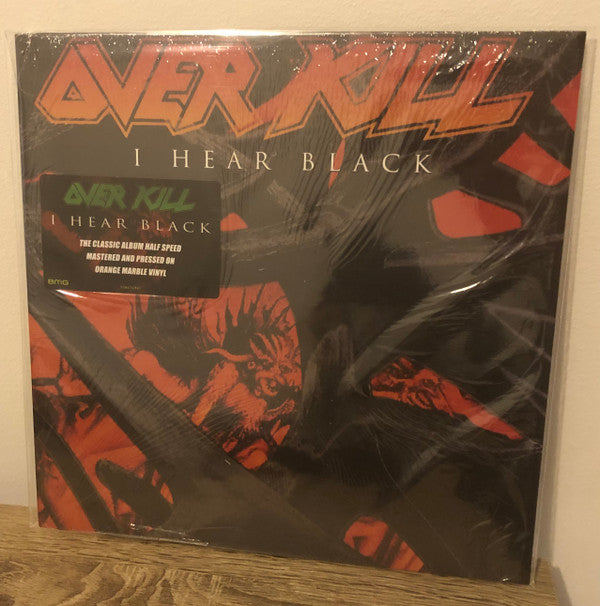 OVER KILL
I HEAR BLACK
OVER KILL
I HEAR BLACK
THE CLASSIC ALBUM HALF SPEED
MASTERED AND PRESSED ON
ORANGE MARBLE VINYL
BMG